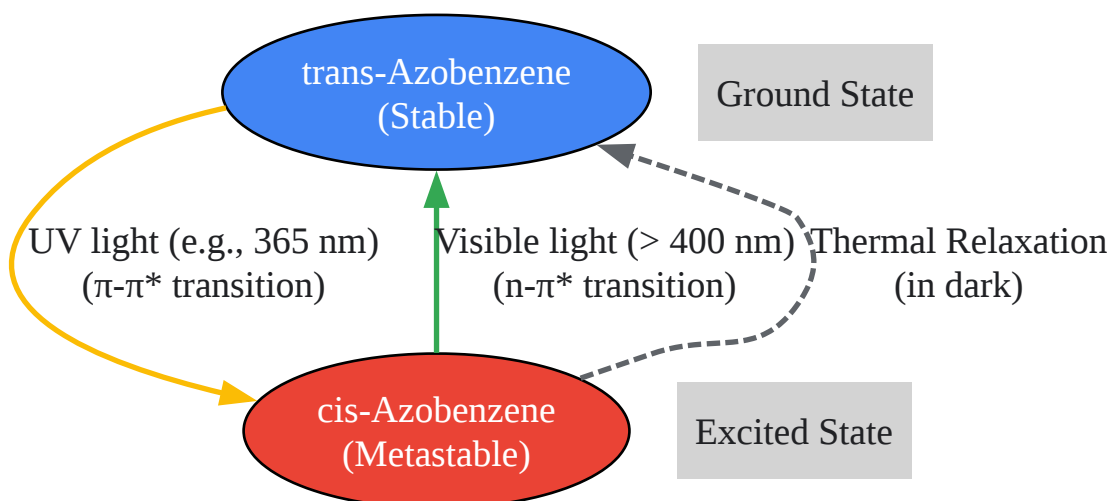 trans-Azobenzene
(Stable)
Ground State
UV light (e.g., 365 nm)
(π-π* transition)
Visible light (> 400 nm)
(n-π* transition)
Thermal Relaxation
(in dark)
cis-Azobenzene
(Metastable)
Excited State